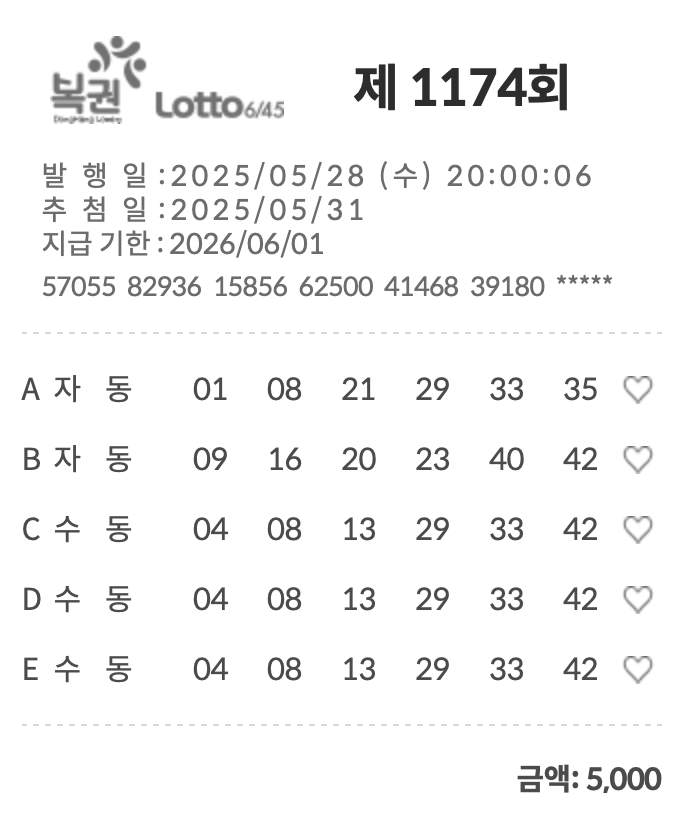 복권 Lotto6/45 제 1174회
DongHang Lottery
발 행 일 :2025/05/28 (수) 20:00:06
추 첨 일 :2025/05/31
지급 기한 : 2026/06/01
57055 82936 15856 62500 41468 39180 *****
A 자 동 01 08 21 29 33 35 ♡
B 자 동 09 16 20 23 40 42 ♡
C 수 동 04 08 13 29 33 42 ♡
D 수 동 04 08 13 29 33 42 ♡
E 수 동 04 08 13 29 33 42 ♡
금액: 5,000